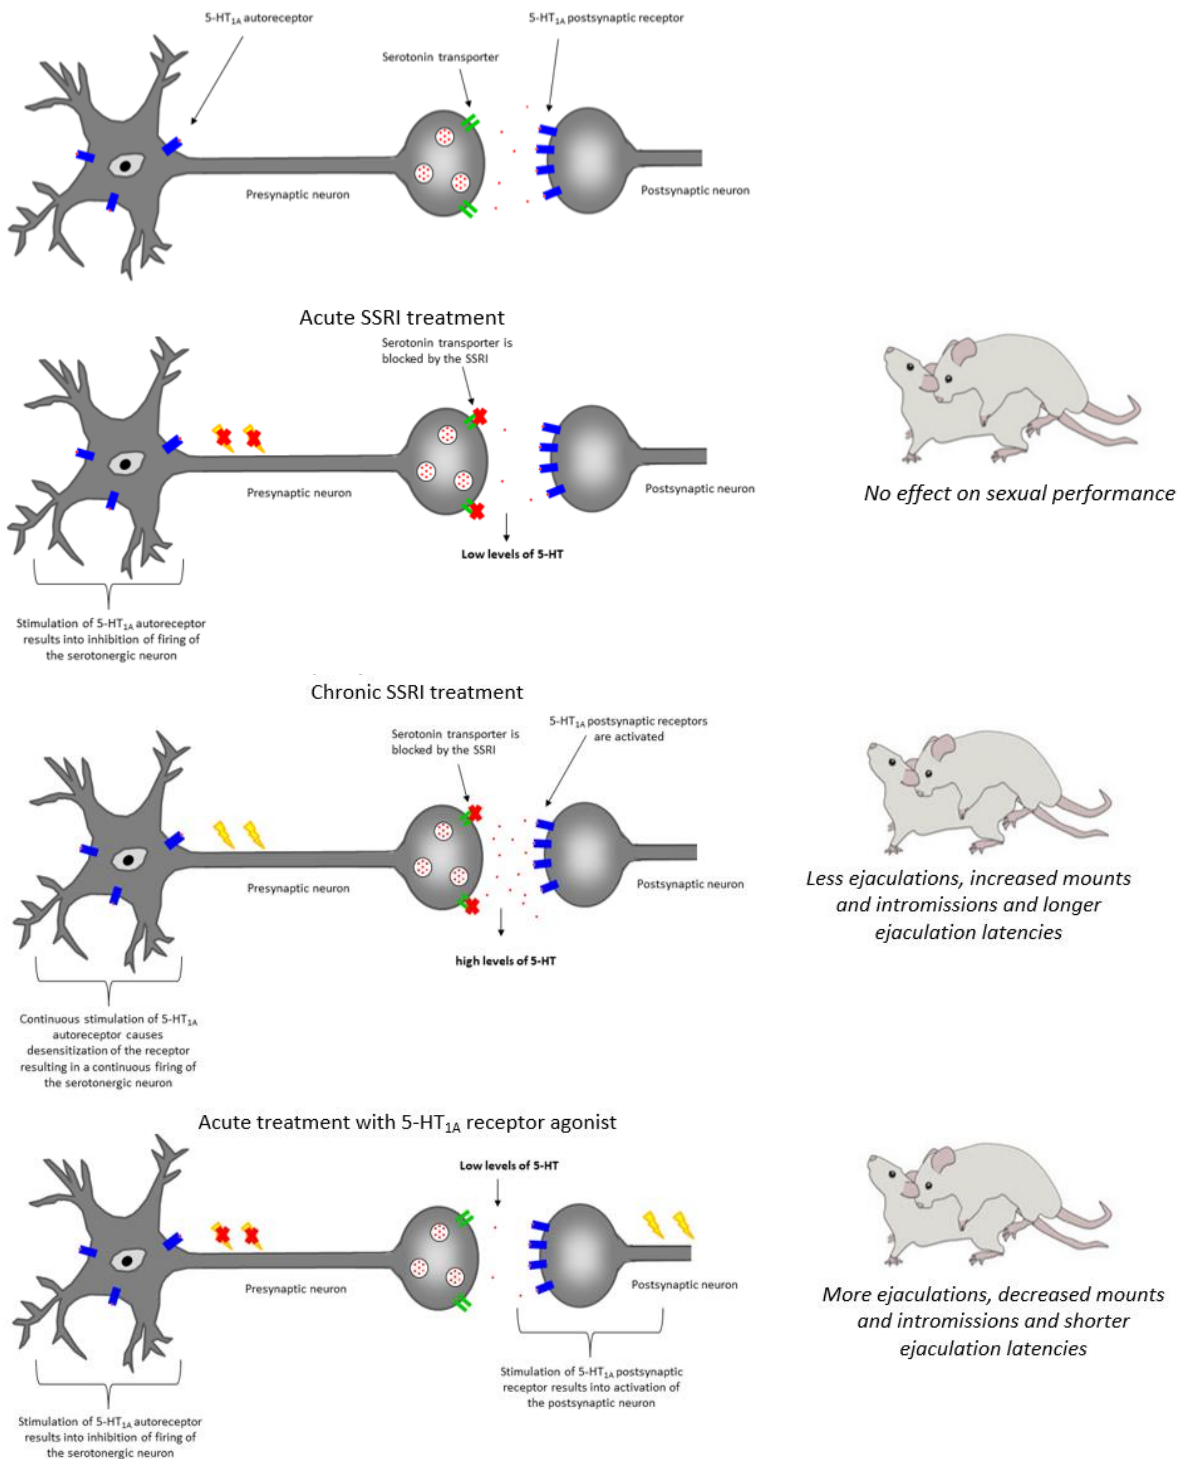 5-HT1A autoreceptor
5-HT1A postsynaptic receptor
Serotonin transporter
Presynaptic neuron
Postsynaptic neuron
Acute SSRI treatment
Serotonin transporter is
blocked by the SSRI
Presynaptic neuron
Postsynaptic neuron
Low levels of 5-HT
No effect on sexual performance
Stimulation of 5-HT1A autoreceptor
results into inhibition of firing of
the serotonergic neuron
Chronic SSRI treatment
Serotonin transporter is
blocked by the SSRI
5-HT1A postsynaptic receptors
are activated
Presynaptic neuron
Postsynaptic neuron
high levels of 5-HT
Less ejaculations, increased mounts
and intromissions and longer
ejaculation latencies
Continuous stimulation of 5-HT1A
autoreceptor causes
desensitization of the receptor
resulting in a continuous firing of
the serotonergic neuron
Acute treatment with 5-HT1A receptor agonist
Low levels of 5-HT
Presynaptic neuron
Postsynaptic neuron
More ejaculations, decreased mounts
and intromissions and shorter
ejaculation latencies
Stimulation of 5-HT1A postsynaptic
receptor results into activation of
the postsynaptic neuron
Stimulation of 5-HT1A autoreceptor
results into inhibition of firing of
the serotonergic neuron